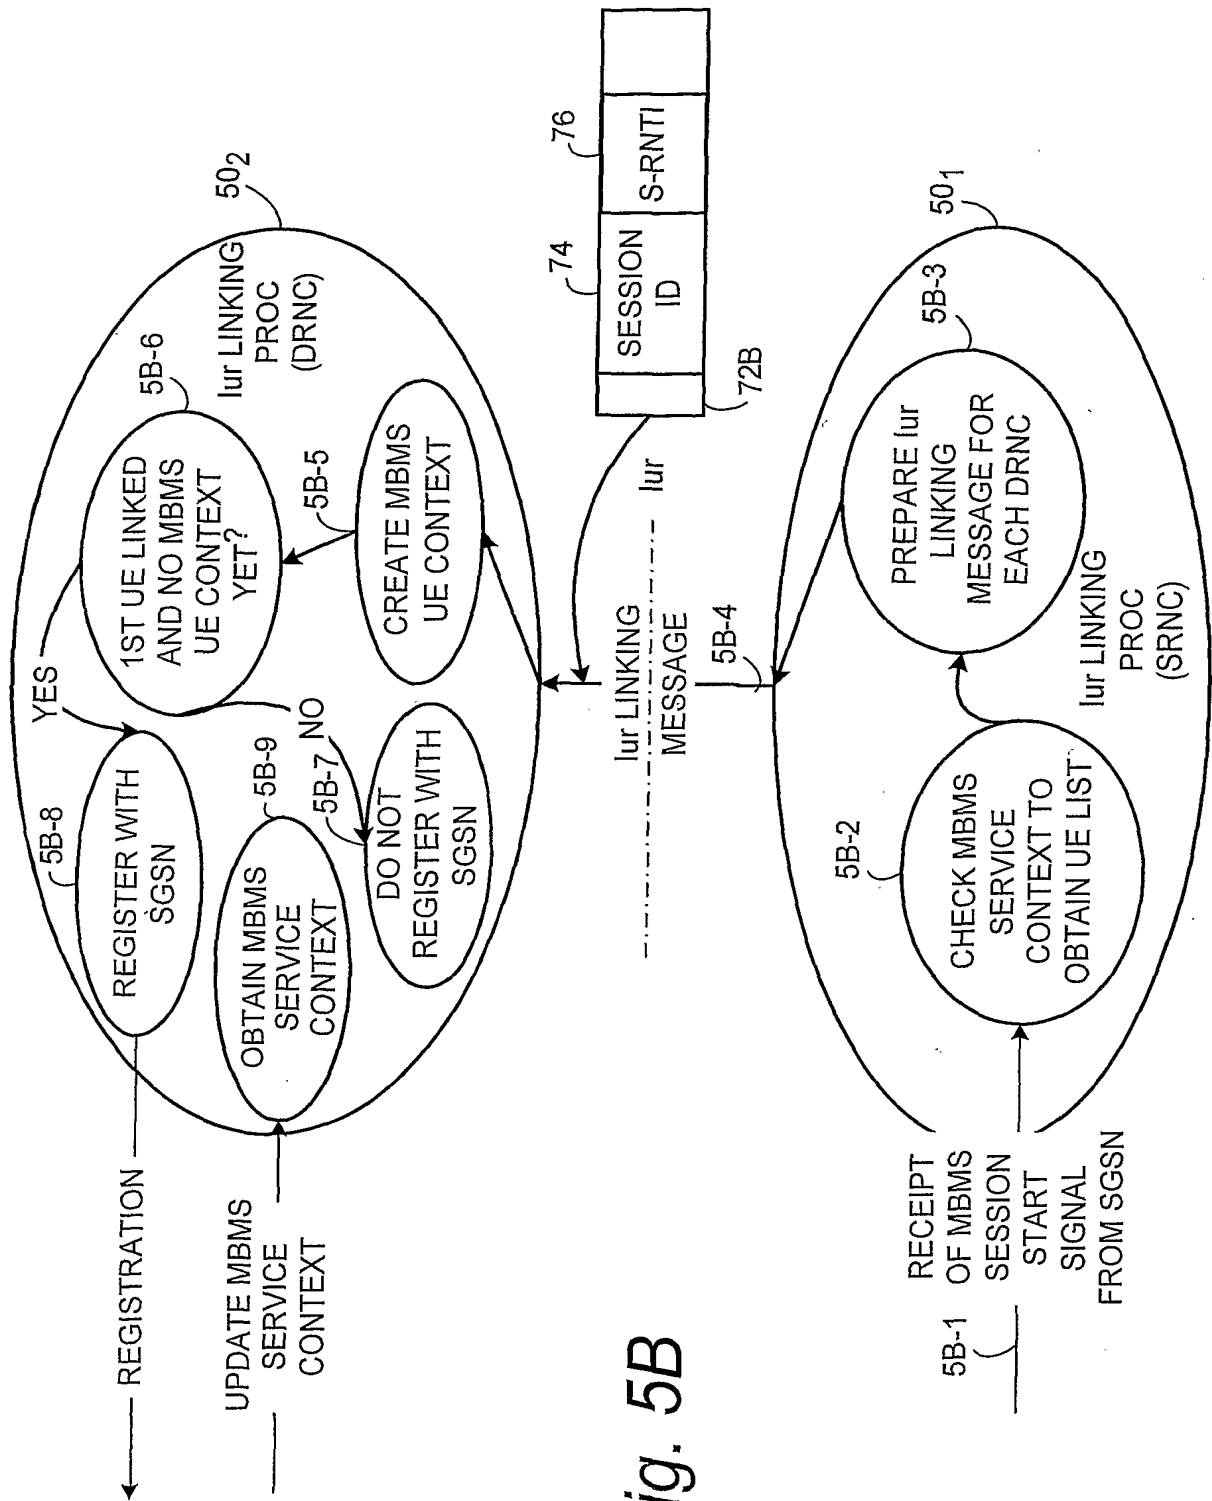 REGISTRATION
UPDATE MBMS
SERVICE
CONTEXT
5B-8
REGISTER WITH
SGSN
YES
5B-6
1ST UE LINKED
AND NO MBMS
UE CONTEXT
YET?
50₂
Iur LINKING
PROC
(DRNC)
5B-9
OBTAIN MBMS
SERVICE
CONTEXT
NO
5B-7
DO NOT
REGISTER WITH
SGSN
5B-5
CREATE MBMS
UE CONTEXT
74
76
SESSION
ID
S-RNTI
72B
Iur
Iur LINKING
MESSAGE
5B-4
5B-1
RECEIPT
OF MBMS
SESSION
START
SIGNAL
FROM SGSN
5B-2
CHECK MBMS
SERVICE
CONTEXT TO
OBTAIN UE LIST
5B-3
PREPARE Iur
LINKING
MESSAGE FOR
EACH DRNC
50₁
Iur LINKING
PROC
(SRNC)
ig. 5B